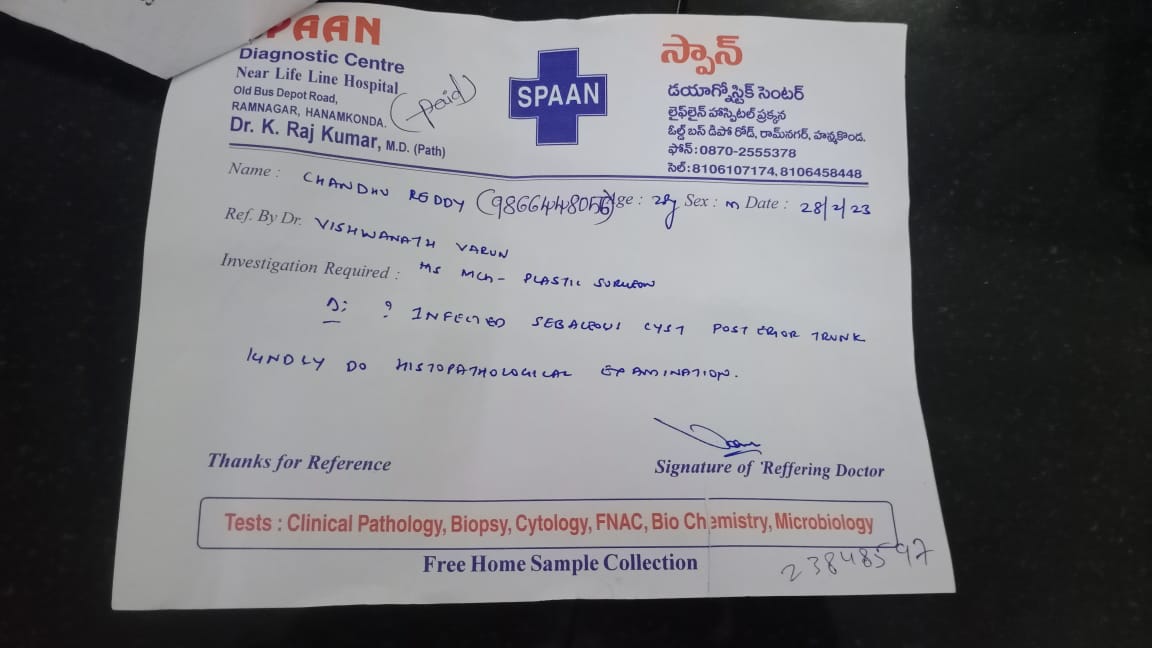 SPAAN
Diagnostic Centre
Near Life Line Hospital
Old Bus Depot Road,
RAMNAGAR, HANAMKONDA.
Dr. K. Raj Kumar, M.D. (Path)
(paid)
SPAAN
స్పాన్
డయాగ్నోస్టిక్ సెంటర్
లైఫ్‌లైన్ హాస్పిటల్ ప్రక్కన
ఓల్డ్ బస్ డిపో రోడ్, రామ్‌నగర్, హన్మకొండ.
ఫోన్:0870-2555378
సెల్:8106107174, 8106458448
Name : CHANDHU REDDY (9866448056) Age : 28y Sex : m Date : 28/2/23
Ref. By Dr. VISHWANATH VARUN
Investigation Required : MS MCh - PLASTIC SURGEON
D: ? INFECTED SEBACEOUS CYST POSTERIOR TRUNK
KINDLY DO HISTOPATHOLOGICAL EXAMINATION.
Thanks for Reference
Signature of Reffering Doctor
Tests : Clinical Pathology, Biopsy, Cytology, FNAC, Bio Chemistry, Microbiology
Free Home Sample Collection
23848597